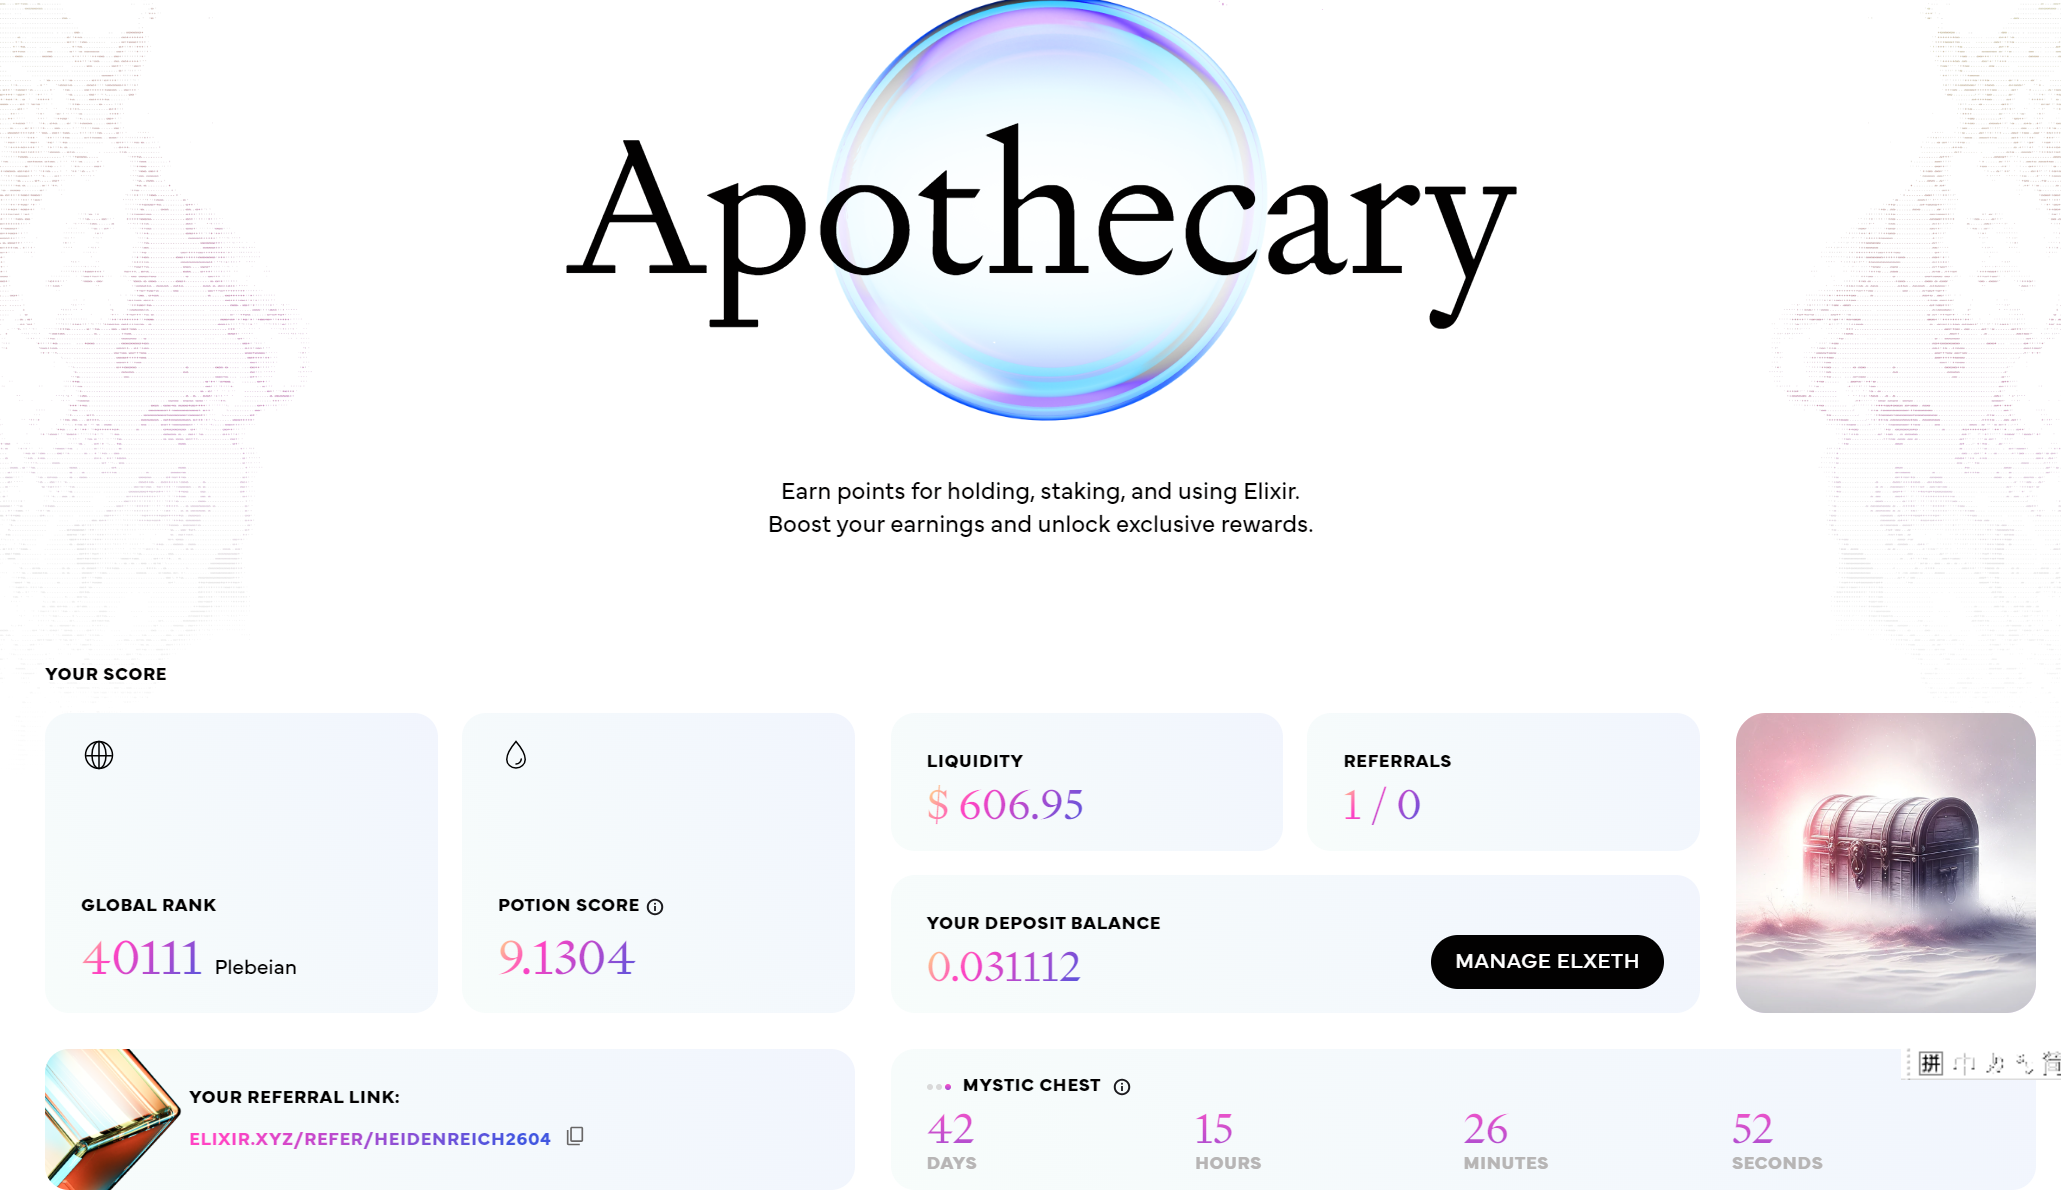 Apothecary
Earn points for holding, staking, and using Elixir.
Boost your earnings and unlock exclusive rewards.
YOUR SCORE
GLOBAL RANK
40111 Plebeian
POTION SCORE
9.1304
LIQUIDITY
$ 606.95
REFERRALS
1 / 0
YOUR DEPOSIT BALANCE
0.031112
MANAGE ELXETH
YOUR REFERRAL LINK:
ELIXIR.XYZ/REFER/HEIDENREICH2604
MYSTIC CHEST
42 15 26 52
DAYS HOURS MINUTES SECONDS
拼 中 简